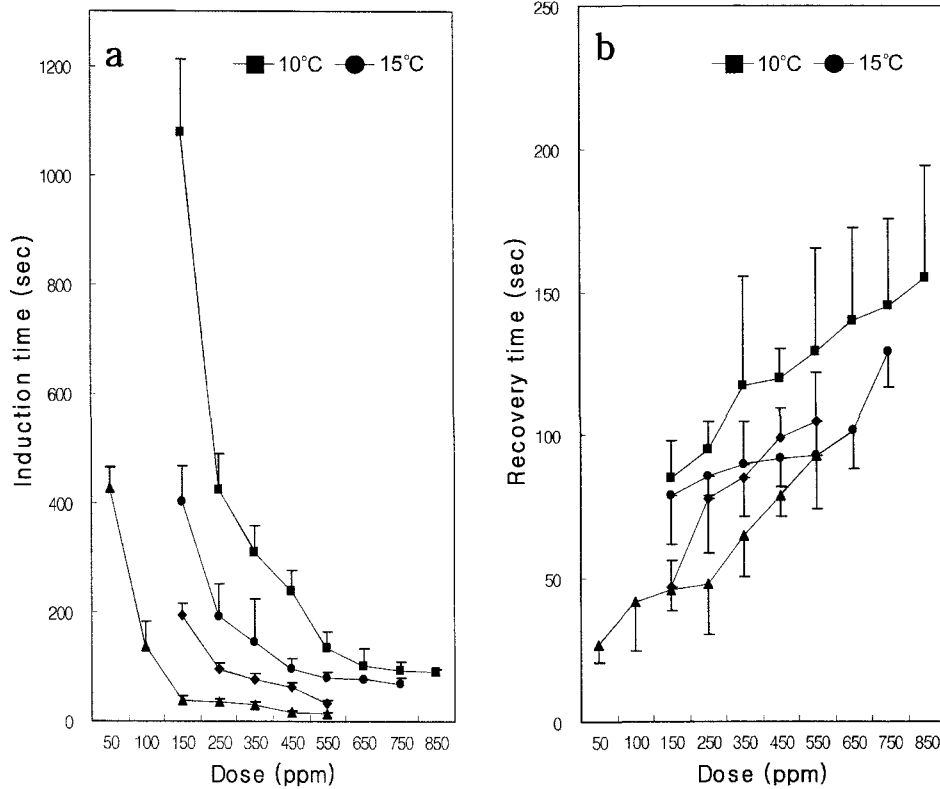 a
■ 10°C ● 15°C
1200
1000
800
600
400
200
0
Induction time (sec)
50 100 150 250 350 450 550 650 750 850
Dose (ppm)
b
■ 10°C ● 15°C
250
200
150
100
50
0
Recovery time (sec)
50 100 150 250 350 450 550 650 750 850
Dose (ppm)